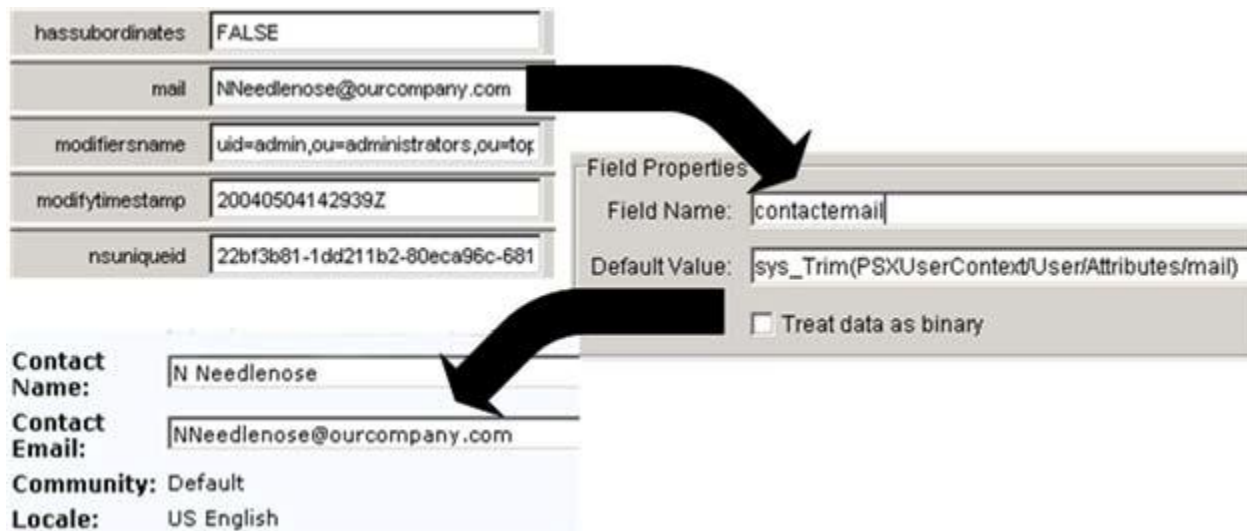 hassubordinates FALSE
mail NNeedlenose@ourcompany.com
modifiersname uid=admin,ou=administrators,ou=top
modifytimestamp 20040504142939Z
nsuniqueid 22bf3b81-1dd211b2-80eca96c-681
Field Properties
Field Name: contactemail
Default Value: sys_Trim(PSXUserContext/User/Attributes/mail)
Treat data as binary
Contact Name: N Needlenose
Contact Email: NNeedlenose@ourcompany.com
Community: Default
Locale: US English